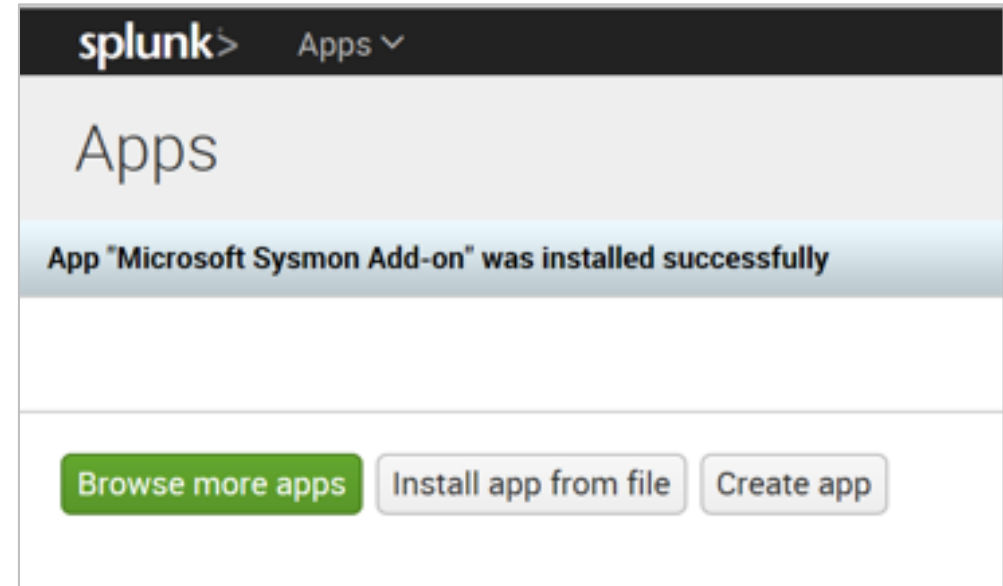 splunk> Apps
Apps
App "Microsoft Sysmon Add-on" was installed successfully
Browse more apps Install app from file Create app